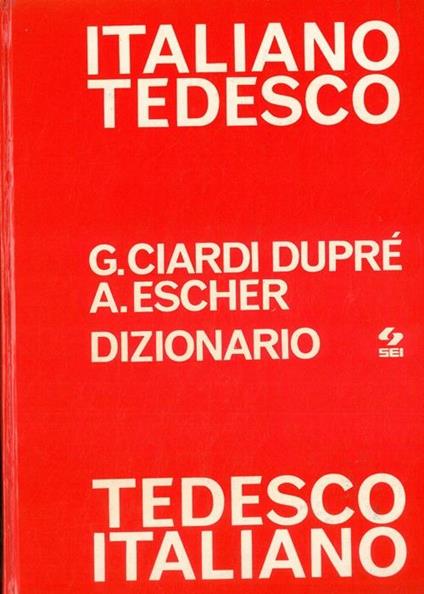 ITALIANO
TEDESCO
G.CIARDI DUPRÉ
A.ESCHER
DIZIONARIO
SEI
TEDESCO
ITALIANO